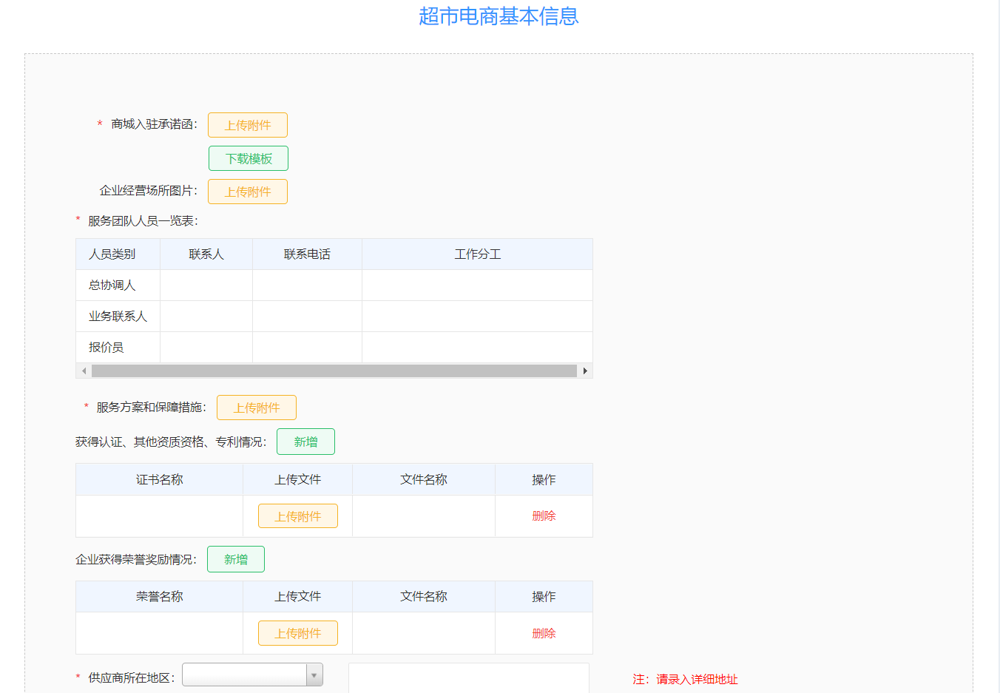 超市电商基本信息
* 商城入驻承诺函： 上传附件
下载模板
企业经营场所图片： 上传附件
* 服务团队人员一览表：
人员类别 联系人 联系电话 工作分工
总协调人
业务联系人
报价员
* 服务方案和保障措施： 上传附件
获得认证、其他资质资格、专利情况： 新增
证书名称 上传文件 文件名称 操作
上传附件 删除
企业获得荣誉奖励情况： 新增
荣誉名称 上传文件 文件名称 操作
上传附件 删除
* 供应商所在地区： 注：请录入详细地址